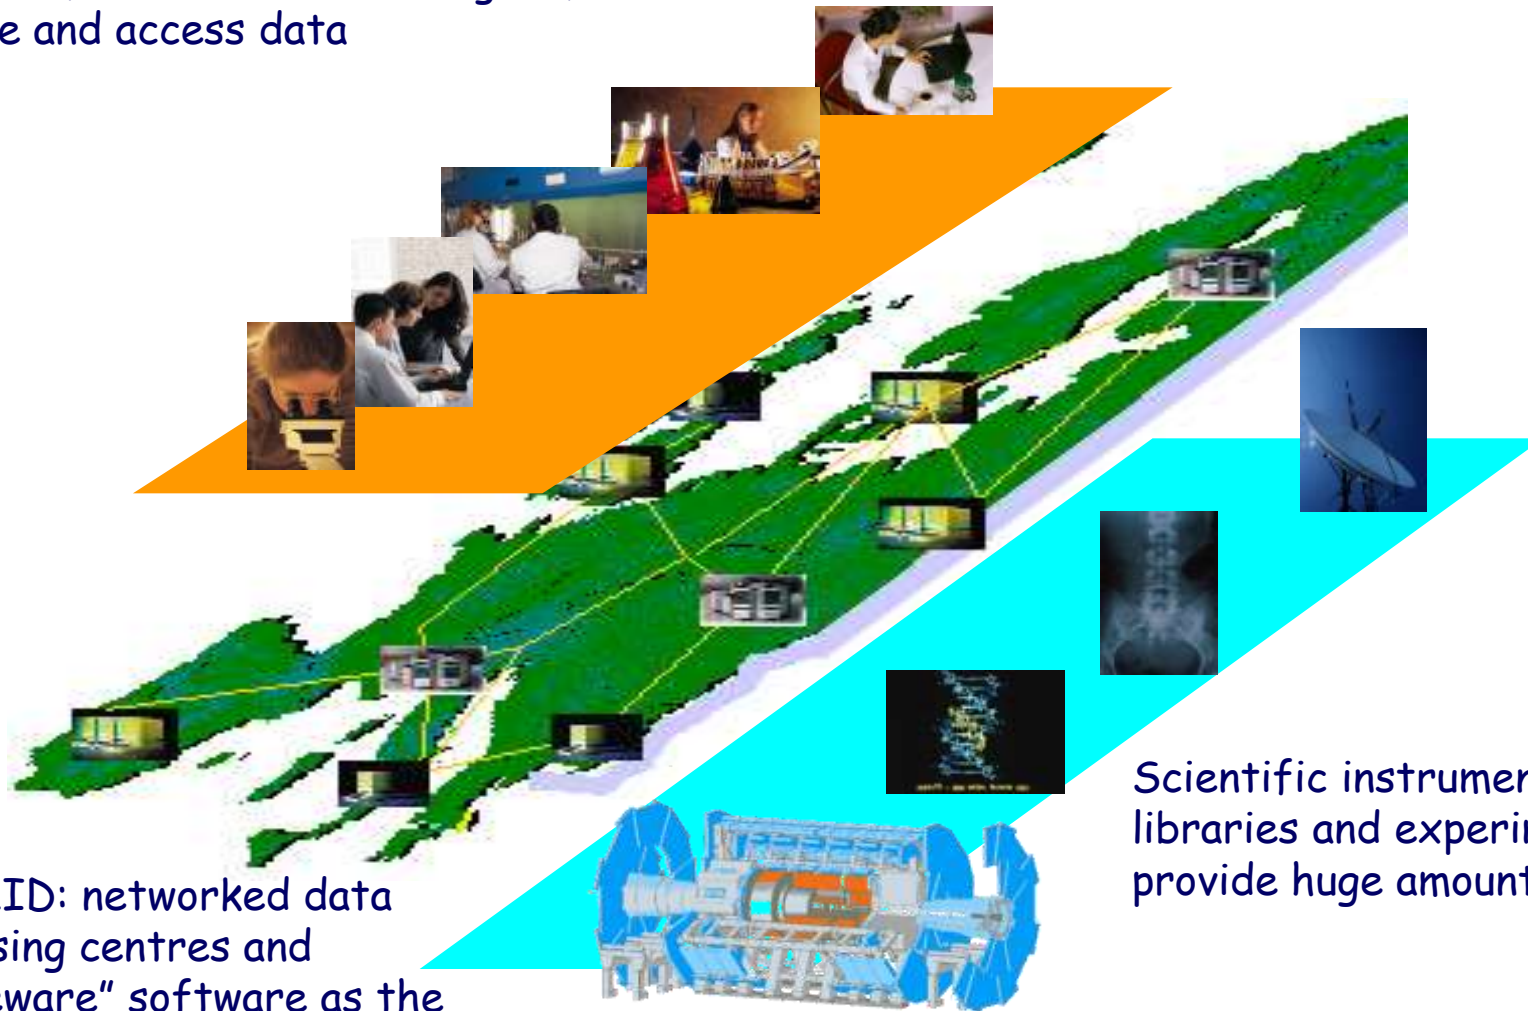 e and access data
Scientific instrumen
libraries and experi
provide huge amount
ID: networked data
sing centres and
ware” software as the